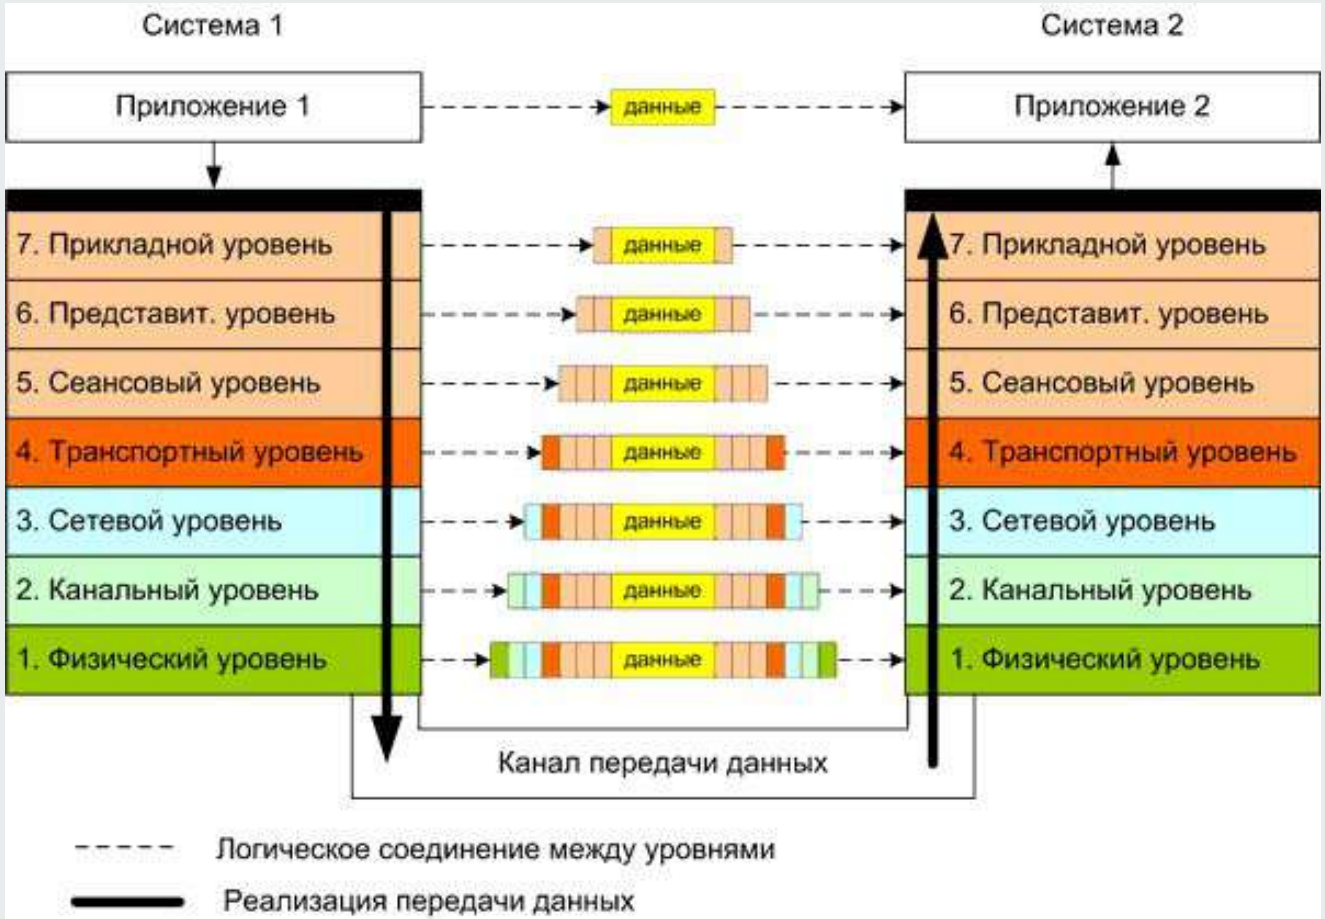 Система 1
Система 2
Приложение 1
данные
Приложение 2
7. Прикладной уровень
данные
7. Прикладной уровень
6. Представит. уровень
данные
6. Представит. уровень
5. Сеансовый уровень
данные
5. Сеансовый уровень
4. Транспортный уровень
данные
4. Транспортный уровень
3. Сетевой уровень
данные
3. Сетевой уровень
2. Канальный уровень
данные
2. Канальный уровень
1. Физический уровень
данные
1. Физический уровень
Канал передачи данных
Логическое соединение между уровнями
Реализация передачи данных